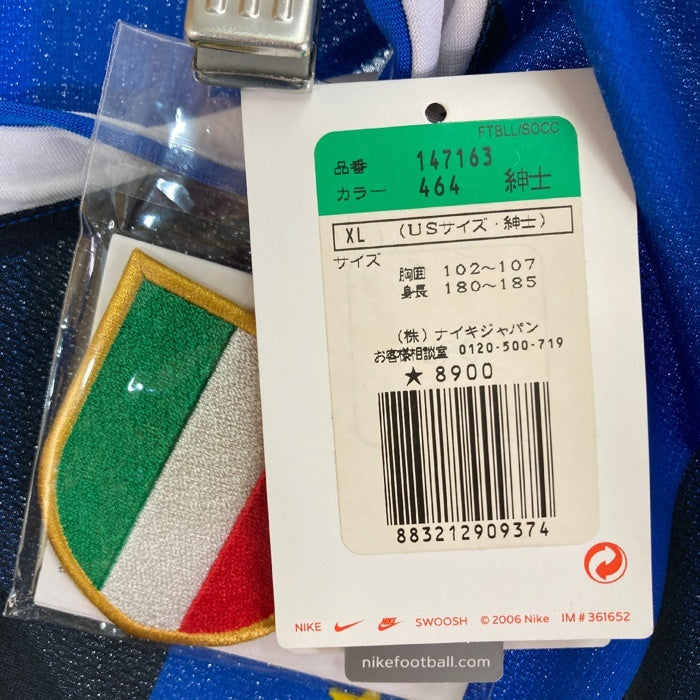 FTBLL/SOCC
品番 147163
カラー 464 紳士
XL (USサイズ・紳士)
サイズ
胸囲 102～107
身長 180～185
(株)ナイキジャパン
お客様相談室 0120-500-719
★ 8900
883212909374
NIKE SWOOSH © 2006 Nike IM # 361652
nikefootball.com